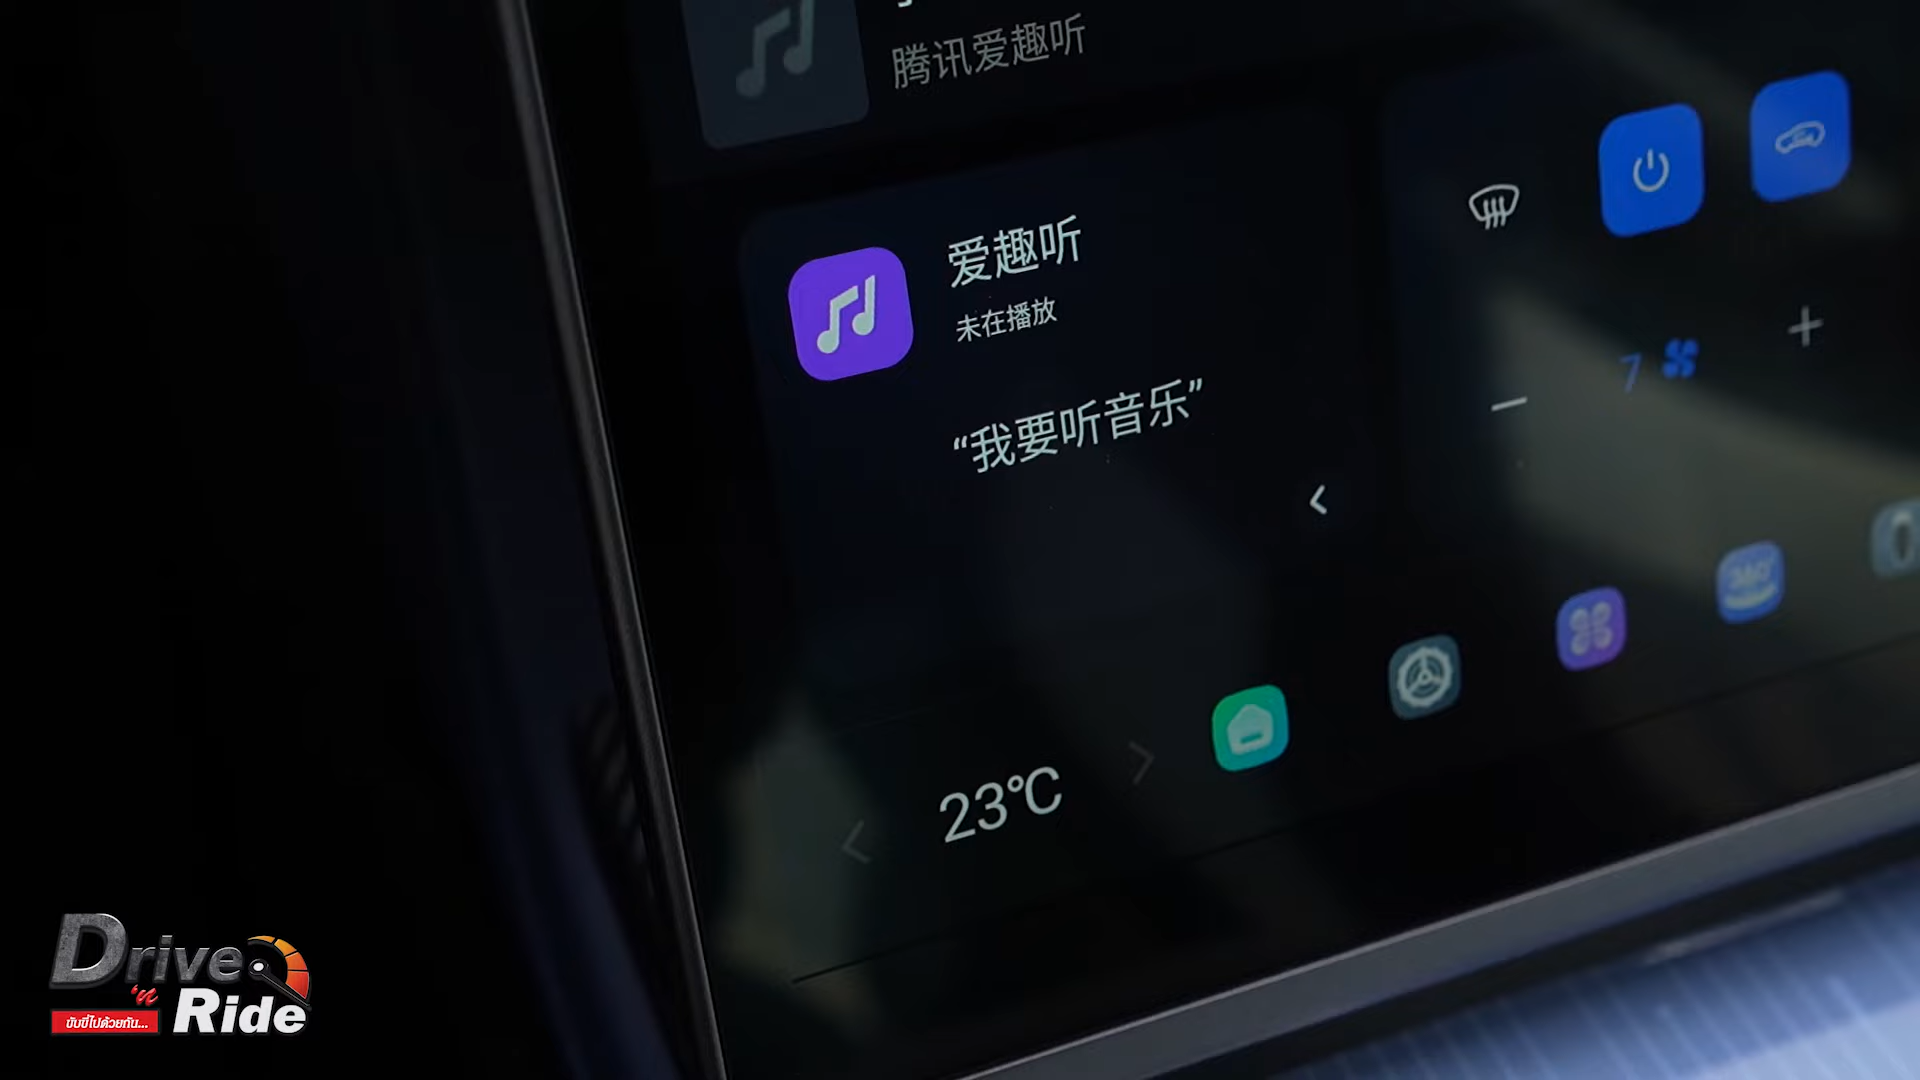 腾讯爱趣听
爱趣听
未在播放
“我要听音乐”
7
23℃
360°
Drive
'n Ride
ขับขี่ไปด้วยกัน...